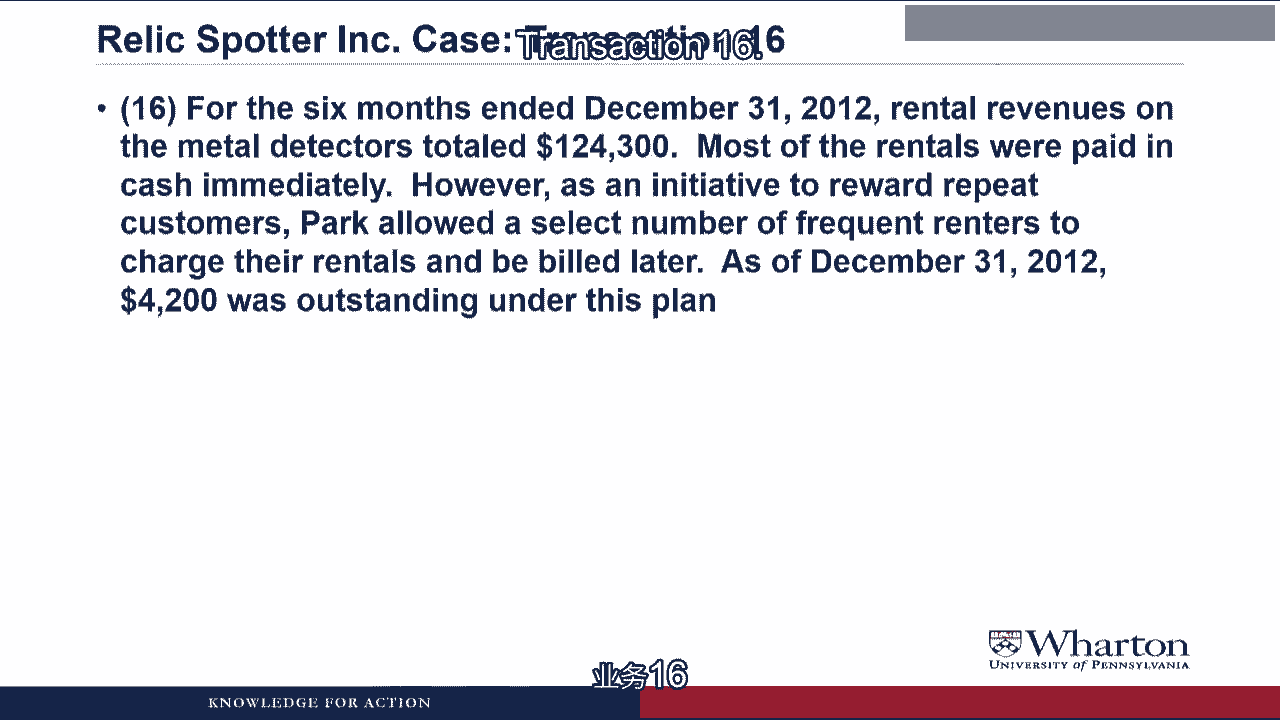 Relic Spotter Inc. Case: Transaction 16
Transaction 16.
• (16) For the six months ended December 31, 2012, rental revenues on
the metal detectors totaled $124,300. Most of the rentals were paid in
cash immediately. However, as an initiative to reward repeat
customers, Park allowed a select number of frequent renters to
charge their rentals and be billed later. As of December 31, 2012,
$4,200 was outstanding under this plan
Wharton
UNIVERSITY of PENNSYLVANIA
业务16
KNOWLEDGE FOR ACTION